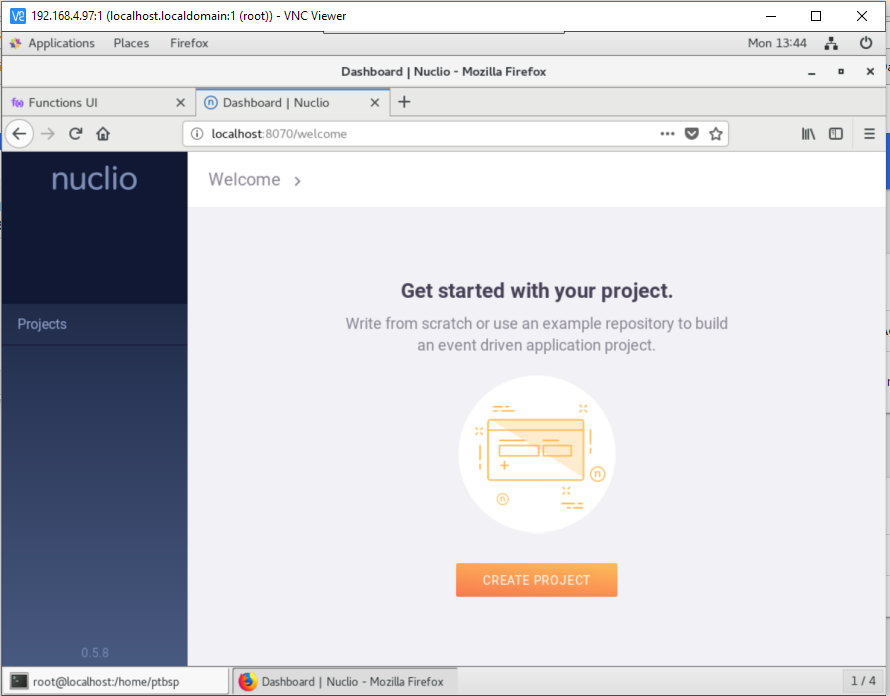 192.168.4.97:1 (localhost.localdomain:1 (root)) - VNC Viewer
Applications Places Firefox Mon 13:44
Dashboard | Nuclio - Mozilla Firefox
Functions UI Dashboard | Nuclio
localhost:8070/welcome
nuclio
Welcome
Projects
Get started with your project.
Write from scratch or use an example repository to build
an event driven application project.
CREATE PROJECT
0.5.8
root@localhost:/home/ptbsp Dashboard | Nuclio - Mozilla Firefox 1 / 4